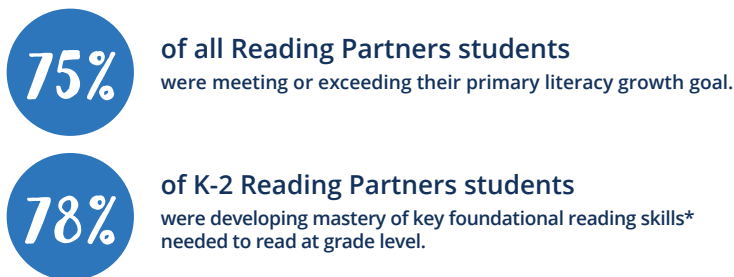 75%
of all Reading Partners students
were meeting or exceeding their primary literacy growth goal.
78%
of K-2 Reading Partners students
were developing mastery of key foundational reading skills*
needed to read at grade level.